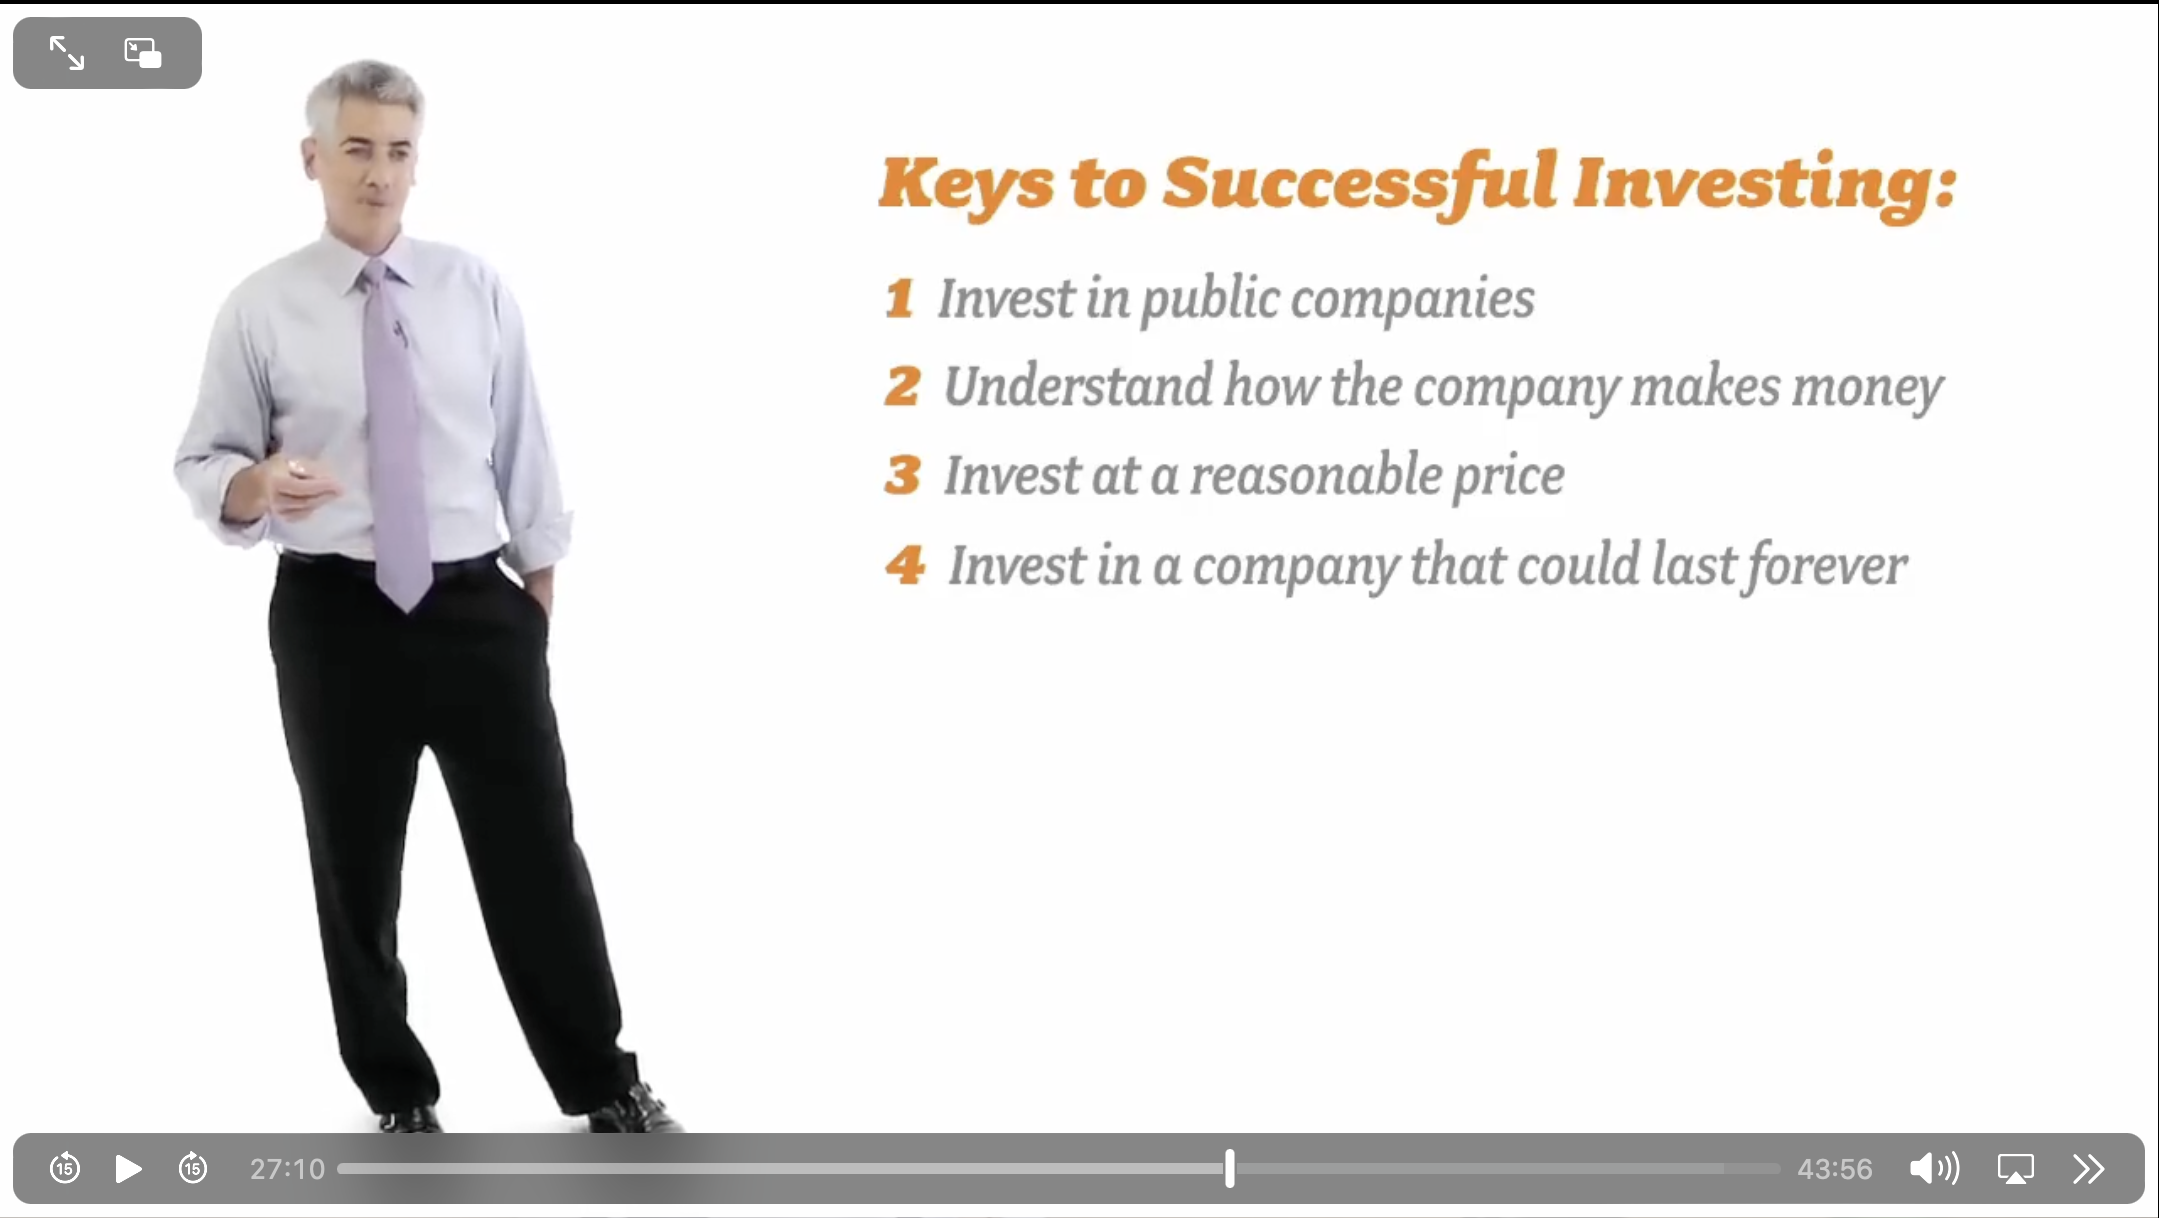 Keys to Successful Investing:
1 Invest in public companies
2 Understand how the company makes money
3 Invest at a reasonable price
4 Invest in a company that could last forever
15 15 27:10 43:56